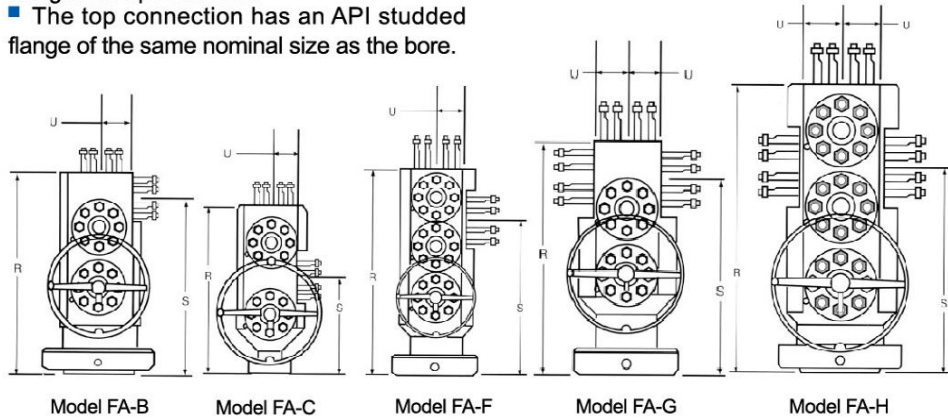 ■ The top connection has an API studded
flange of the same nominal size as the bore.
U
U
U
U
U
U
U
R
S
R
S
R
S
R
S
R
S
Model FA-B
Model FA-C
Model FA-F
Model FA-G
Model FA-H